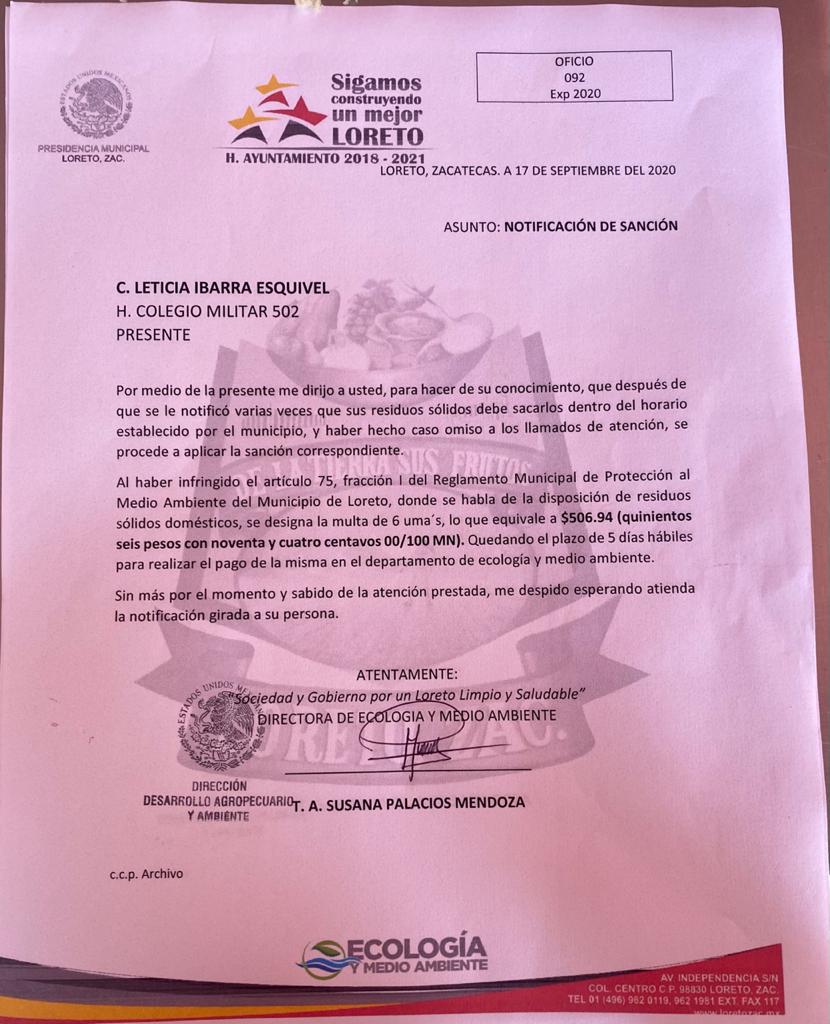 OFICIO
092
Exp 2020
ESTADOS UNIDOS MEXICANOS
PRESIDENCIA MUNICIPAL
LORETO, ZAC.
Sigamos
construyendo
un mejor
LORETO
H. AYUNTAMIENTO 2018 - 2021
LORETO, ZACATECAS. A 17 DE SEPTIEMBRE DEL 2020
ASUNTO: NOTIFICACIÓN DE SANCIÓN
C. LETICIA IBARRA ESQUIVEL
H. COLEGIO MILITAR 502
PRESENTE
Por medio de la presente me dirijo a usted, para hacer de su conocimiento, que después de
que se le notificó varias veces que sus residuos sólidos debe sacarlos dentro del horario
establecido por el municipio, y haber hecho caso omiso a los llamados de atención, se
procede a aplicar la sanción correspondiente.
DE LA TIERRA SUS FRUTOS
Al haber infringido el artículo 75, fracción I del Reglamento Municipal de Protección al
Medio Ambiente del Municipio de Loreto, donde se habla de la disposición de residuos
sólidos domésticos, se designa la multa de 6 uma´s, lo que equivale a $506.94 (quinientos
seis pesos con noventa y cuatro centavos 00/100 MN). Quedando el plazo de 5 días hábiles
para realizar el pago de la misma en el departamento de ecología y medio ambiente.
Sin más por el momento y sabido de la atención prestada, me despido esperando atienda
la notificación girada a su persona.
ATENTAMENTE:
"Sociedad y Gobierno por un Loreto Limpio y Saludable"
DIRECTORA DE ECOLOGIA Y MEDIO AMBIENTE
LORETO, ZAC.
ESTADOS UNIDOS
DIRECCIÓN
DESARROLLO AGROPECUARIO
Y AMBIENTE
T. A. SUSANA PALACIOS MENDOZA
c.c.p. Archivo
ECOLOGÍA
Y MEDIO AMBIENTE
AV. INDEPENDENCIA S/N
COL. CENTRO C.P. 98830 LORETO, ZAC.
TEL 01 (496) 962 0119, 962 1981 EXT. FAX 117
www.loretozac.mx